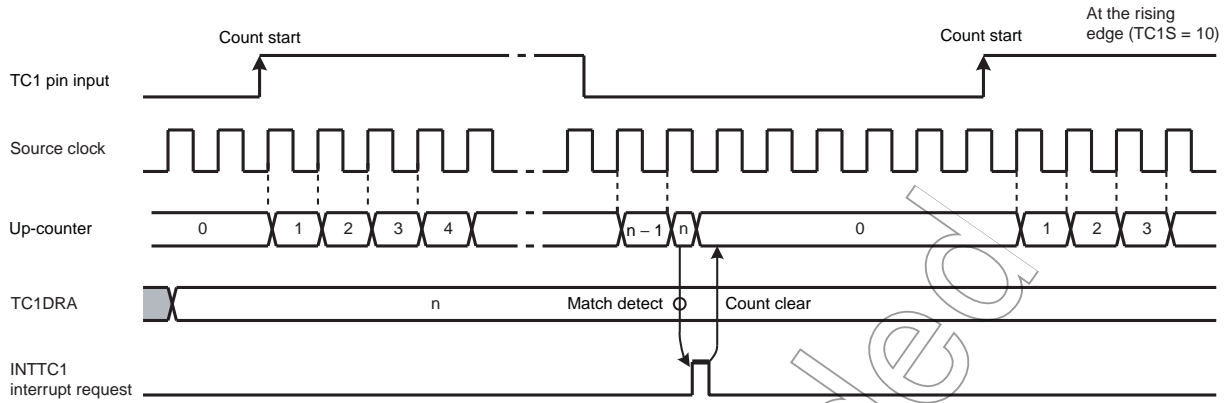 At the rising
edge (TC1S = 10)
Count start
Count start
TC1 pin input
Source clock
Up-counter
0 1 2 3 4 n − 1 n 0 1 2 3
TC1DRA
n
Match detect
Count clear
INTTC1
interrupt request